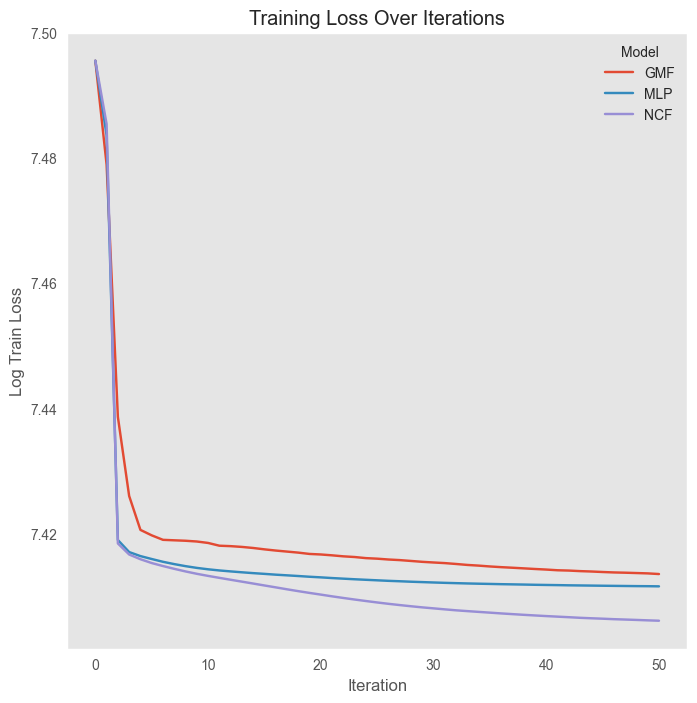 Training Loss Over Iterations
7.50
7.48
7.46
7.44
7.42
Log Train Loss
Model
GMF
MLP
NCF
0 10 20 30 40 50
Iteration